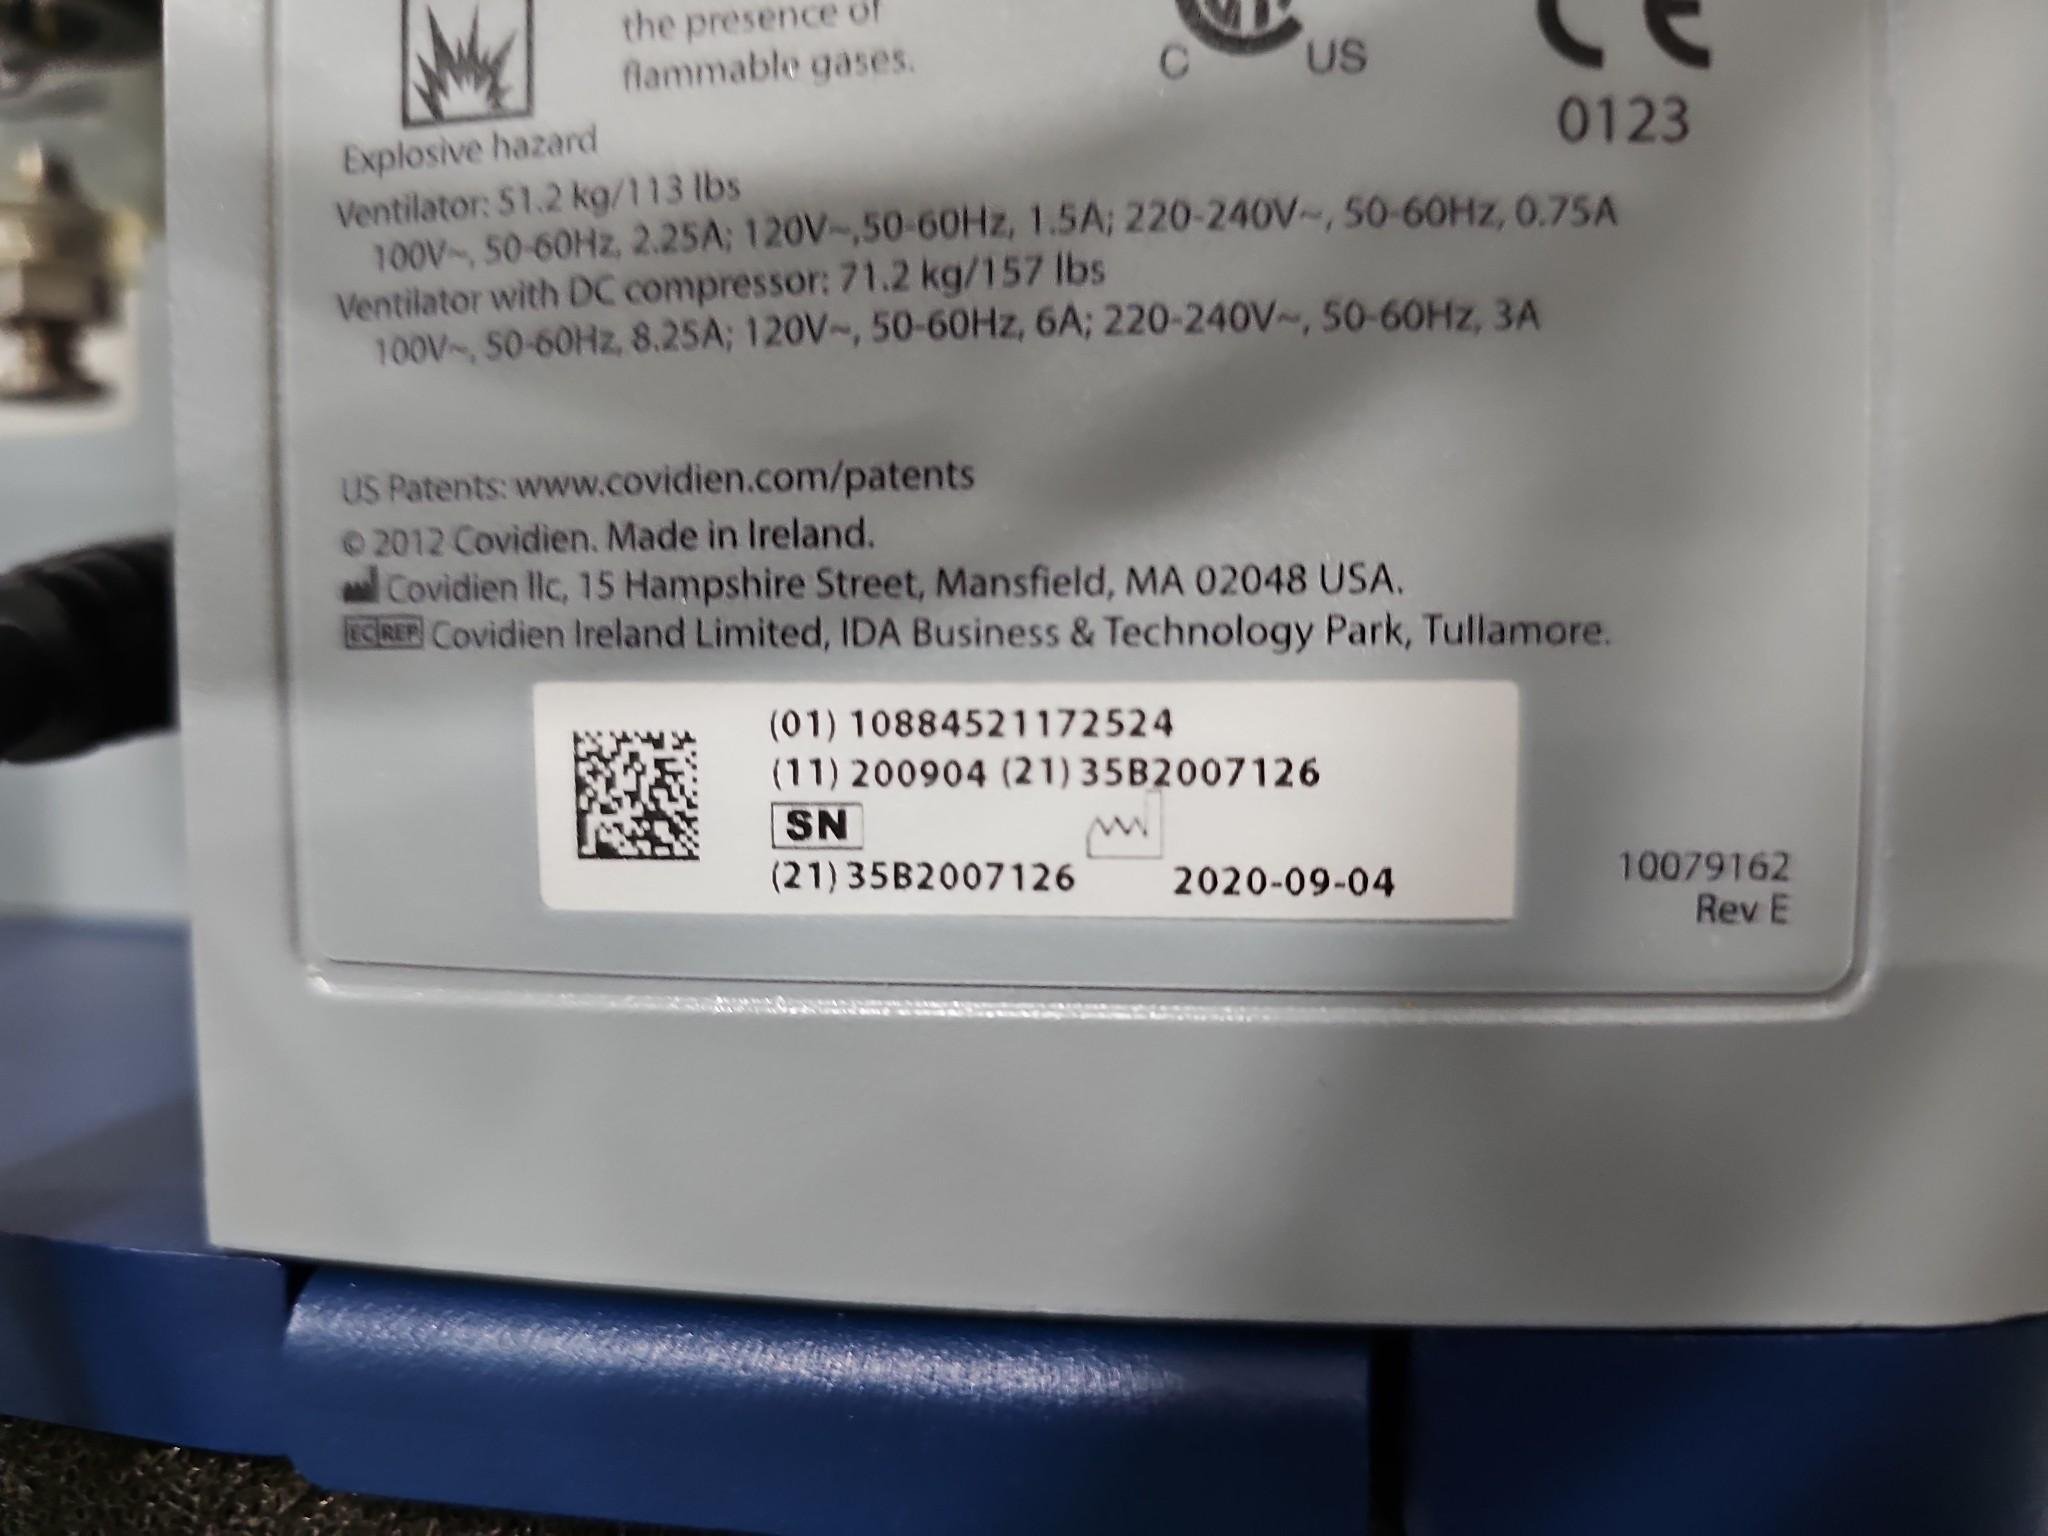 the presence of
flammable gases.
C US
CE
0123
Explosive hazard
Ventilator: 51.2 kg/113 lbs
100V~, 50-60Hz, 2.25A; 120V~,50-60Hz, 1.5A; 220-240V~, 50-60Hz, 0.75A
Ventilator with DC compressor: 71.2 kg/157 lbs
100V~, 50-60Hz, 8.25A; 120V~, 50-60Hz, 6A; 220-240V~, 50-60Hz, 3A
US Patents: www.covidien.com/patents
© 2012 Covidien. Made in Ireland.
Covidien llc, 15 Hampshire Street, Mansfield, MA 02048 USA.
EC REP Covidien Ireland Limited, IDA Business & Technology Park, Tullamore.
(01) 10884521172524
(11) 200904 (21) 35B2007126
SN
(21) 35B2007126 2020-09-04
10079162
Rev E